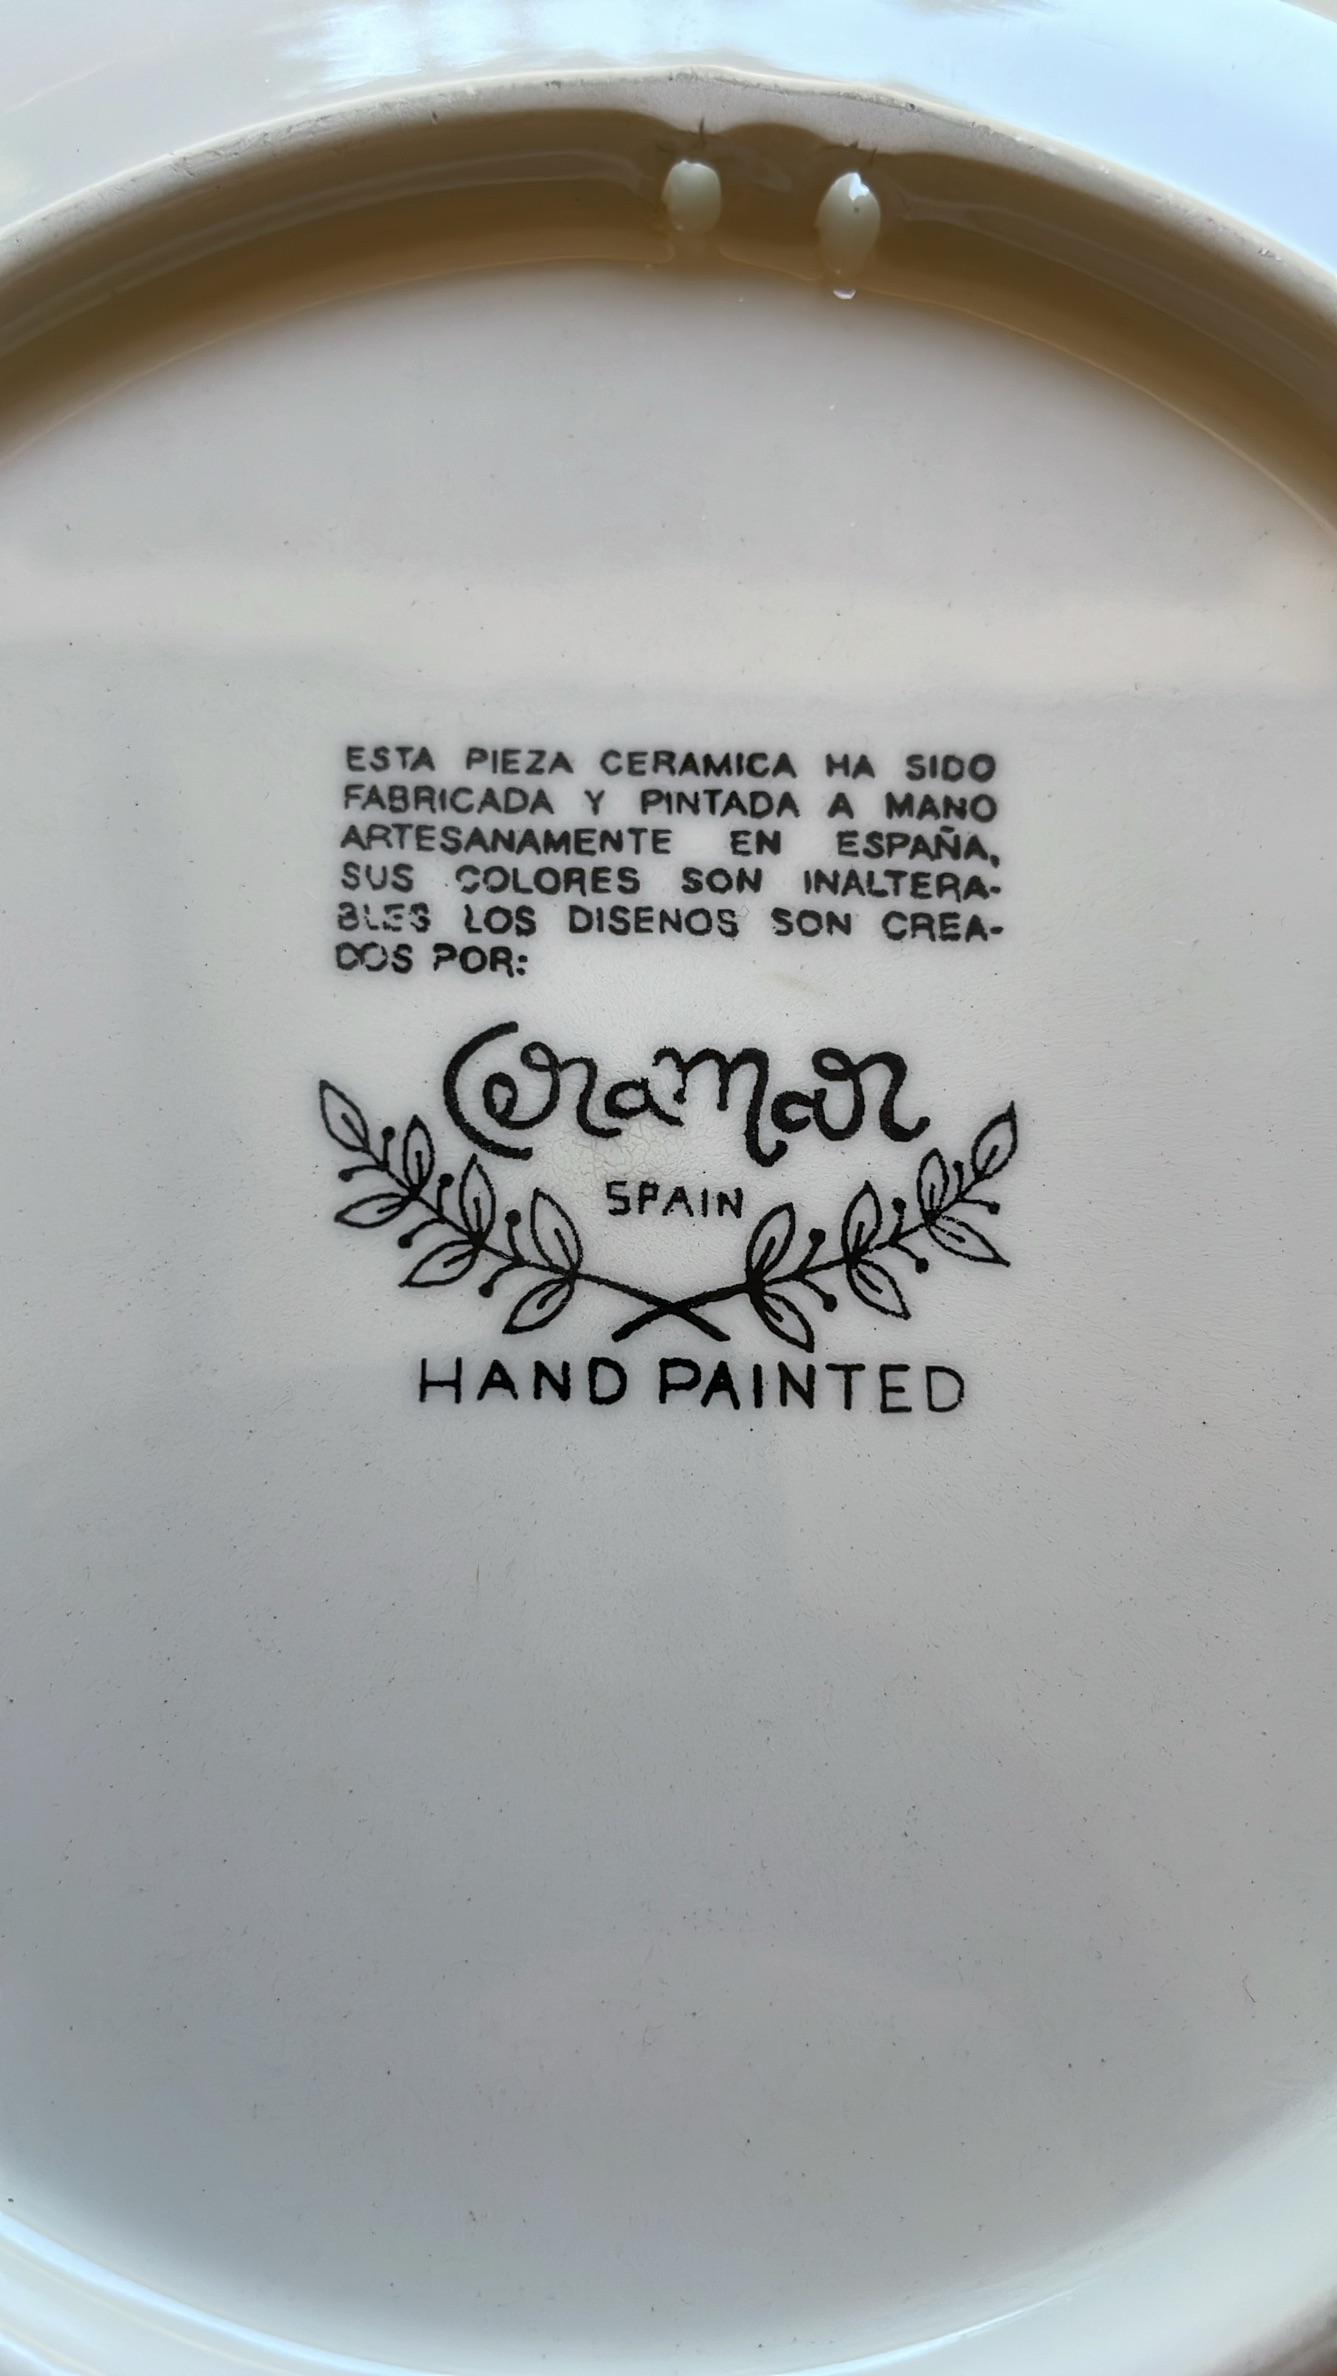 ESTA PIEZA CERAMICA HA SIDO
FABRICADA Y PINTADA A MANO
ARTESANAMENTE EN ESPAÑA,
SUS COLORES SON INALTERA-
BLES LOS DISENOS SON CREA-
DOS POR:
Ceramar
SPAIN
HAND PAINTED